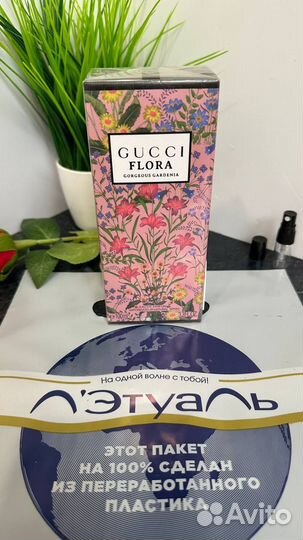 GUCCI
FLORA
GORGEOUS GARDENIA
На одной волне с тобой!
Л'Этуаль
ЭТОТ ПАКЕТ
НА 100% СДЕЛАН
ИЗ ПЕРЕРАБОТАННОГО
ПЛАСТИКА.
Avito